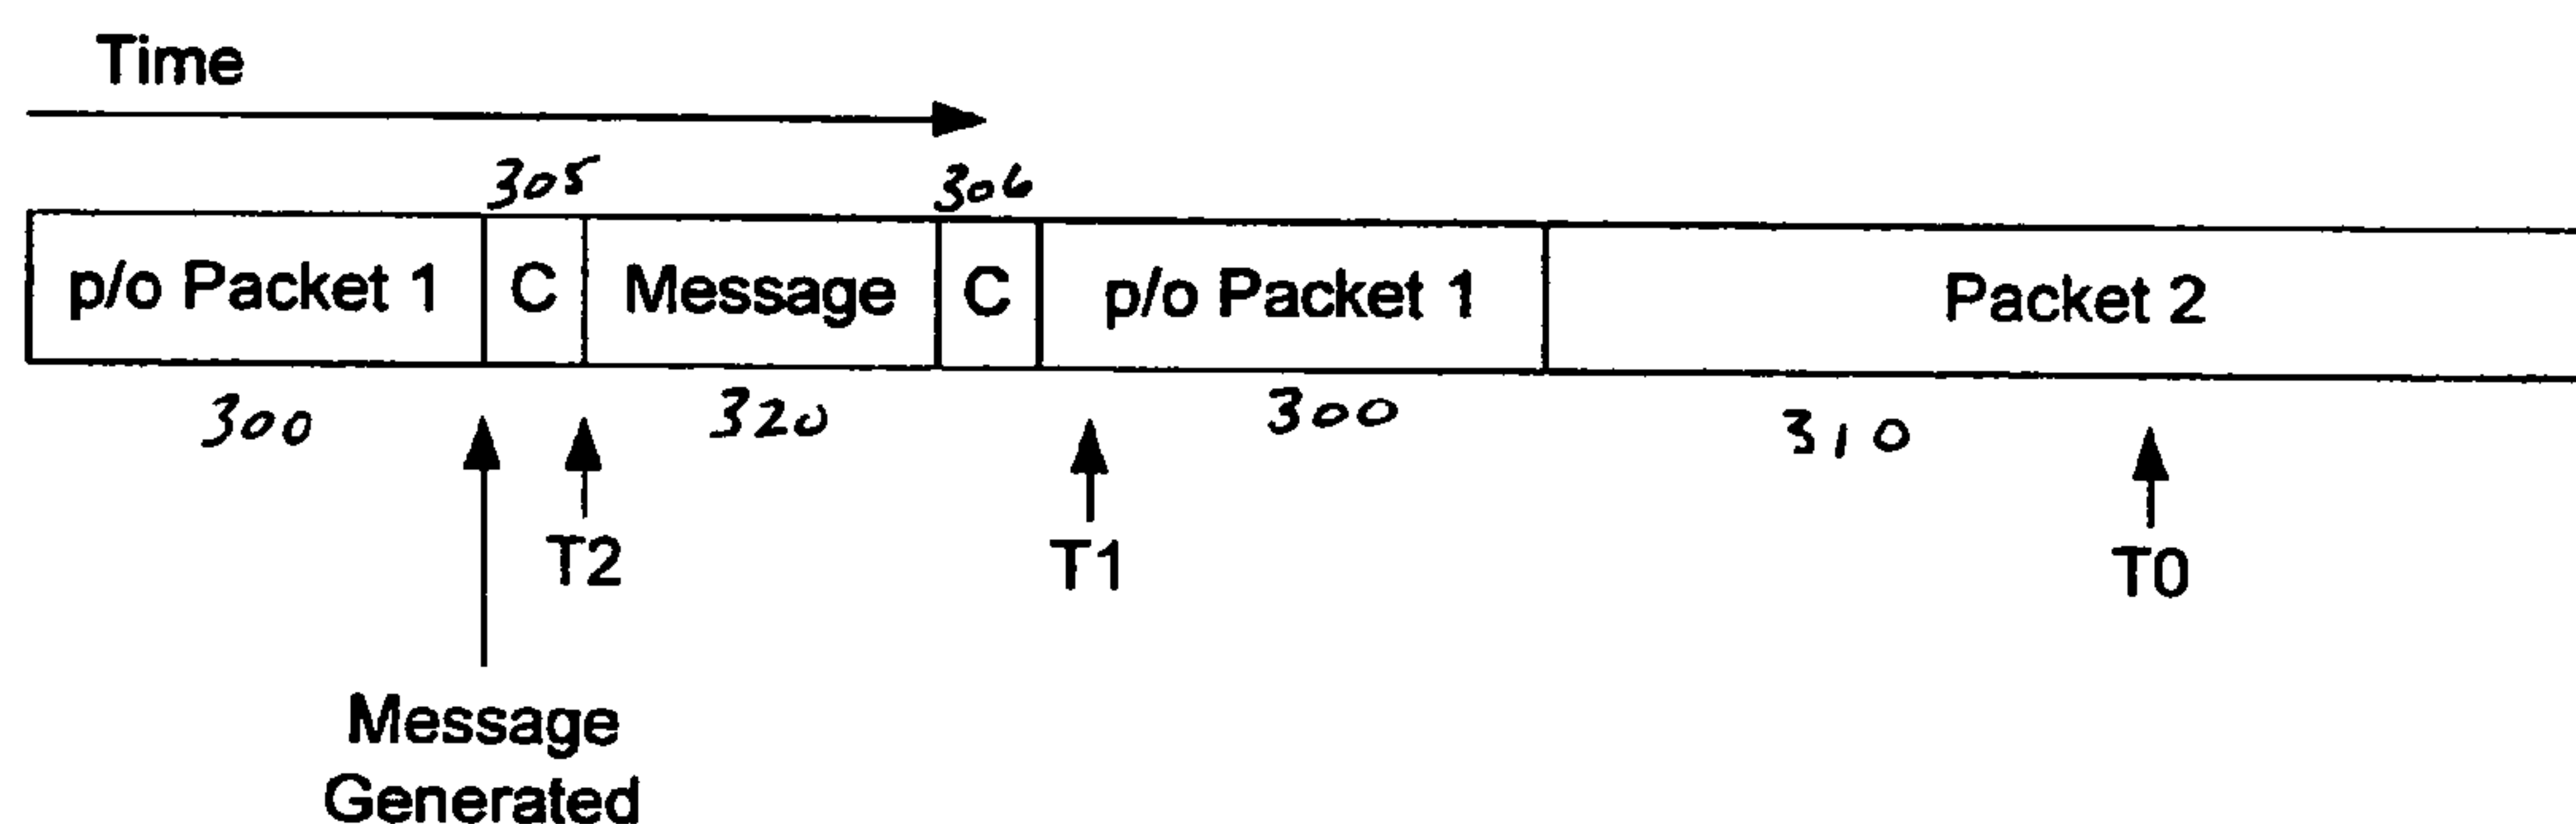 Time
305 306
p/o Packet 1 C Message C p/o Packet 1 Packet 2
300 320 300 310
T2 T1 T0
Message
Generated